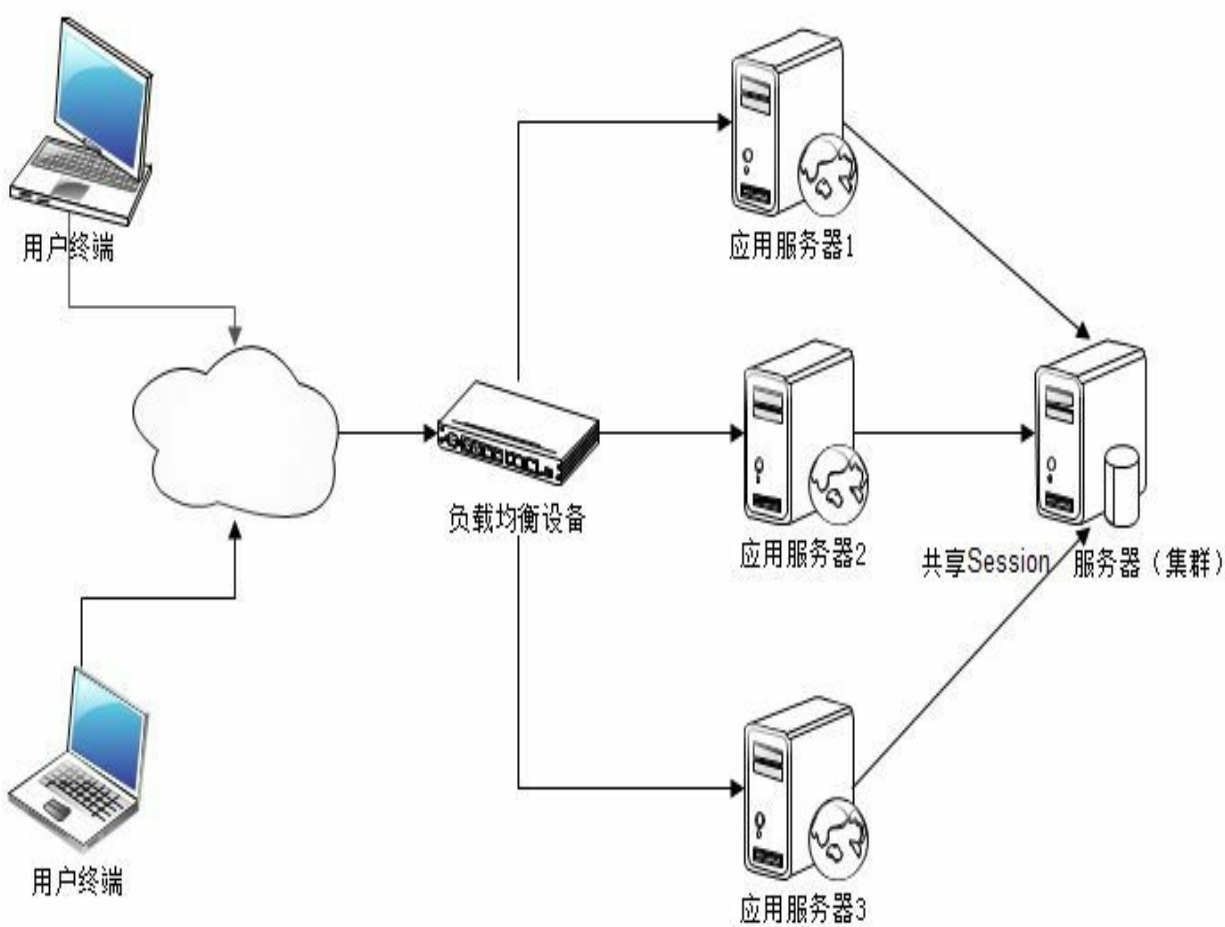 用户终端
应用服务器1
负载均衡设备
应用服务器2
共享Session 服务器（集群）
用户终端
应用服务器3